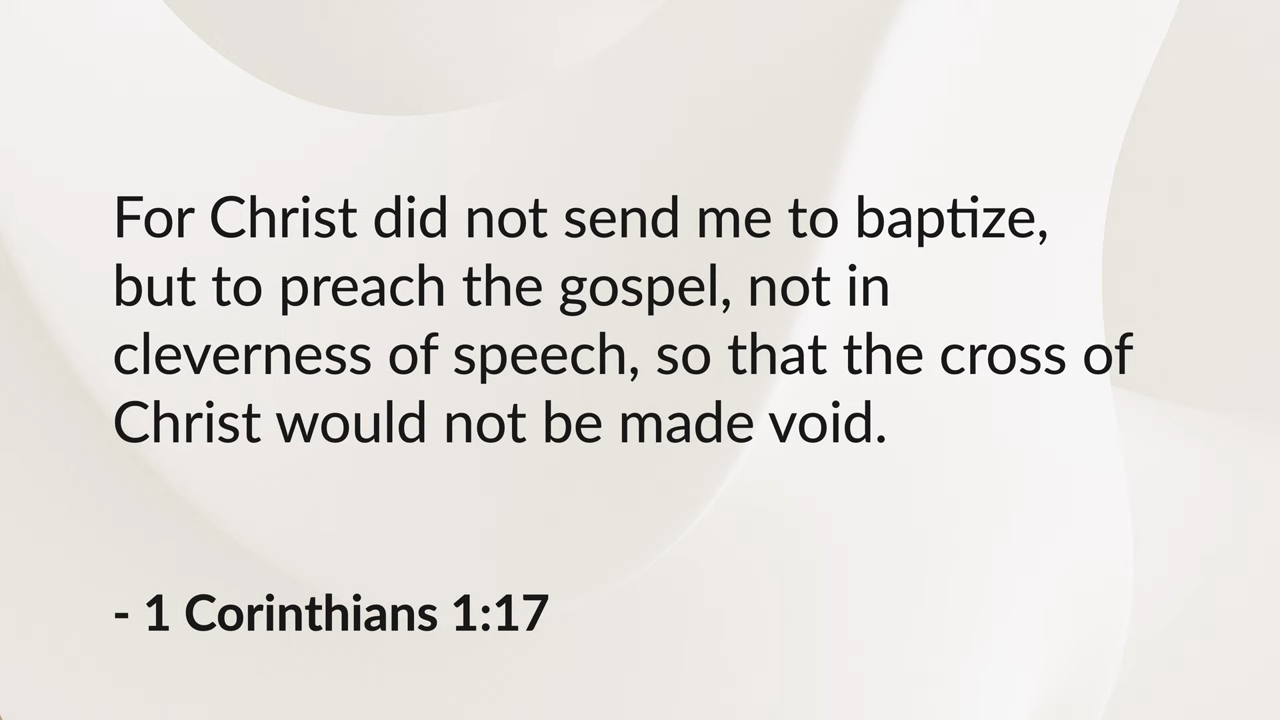 For Christ did not send me to baptize,
but to preach the gospel, not in
cleverness of speech, so that the cross of
Christ would not be made void.
- 1 Corinthians 1:17